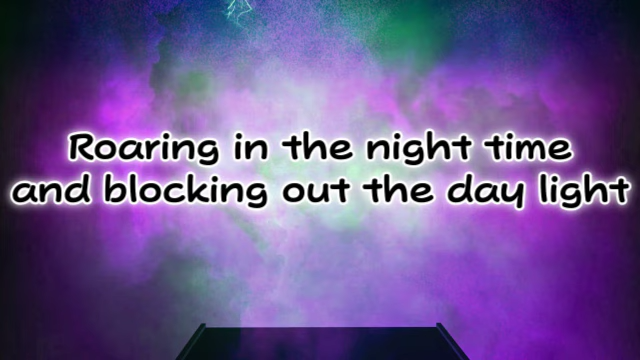 Roaring in the night time
and blocking out the day light